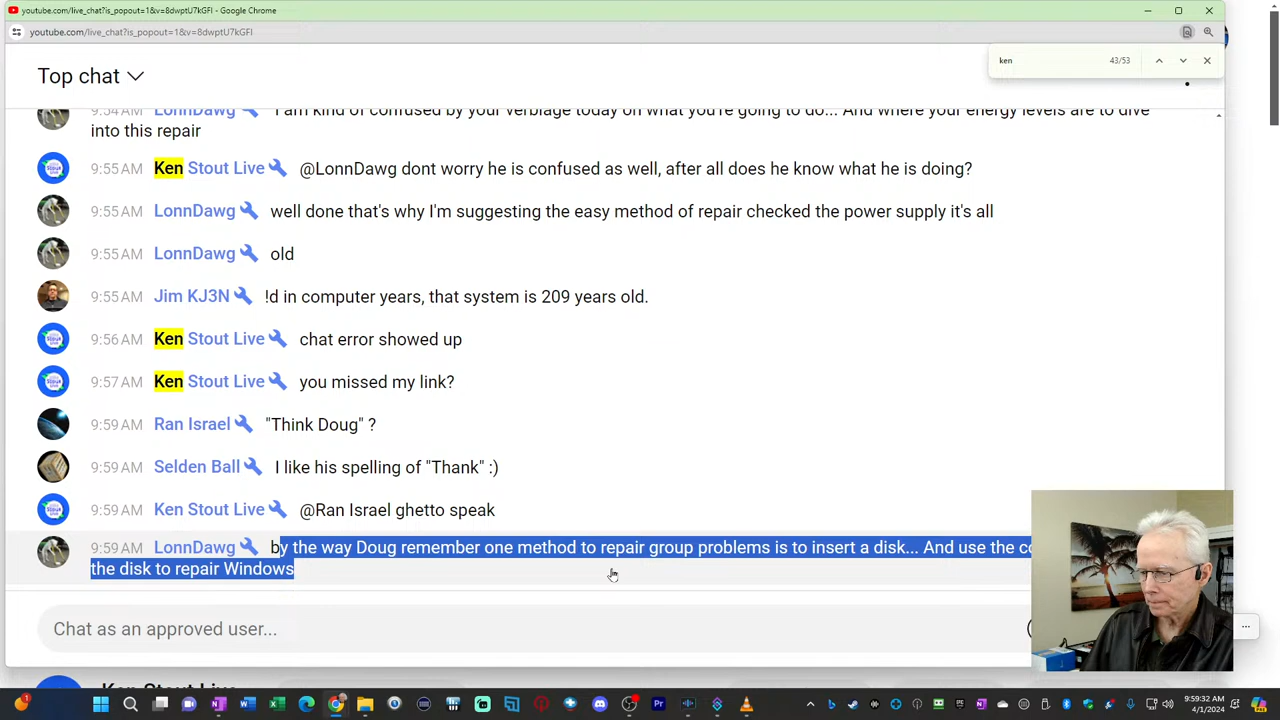 youtube.com/live_chat?is_popout=1&v=8dwptU7kGFI - Google Chrome
youtube.com/live_chat?is_popout=1&v=8dwptU7kGFI
ken 43/53
Top chat
9:54 AM LonnDawg I am kind of confused by your verbiage today on what you're going to do... And where your energy levels are to dive
into this repair
9:55 AM Ken Stout Live @LonnDawg dont worry he is confused as well, after all does he know what he is doing?
9:55 AM LonnDawg well done that's why I'm suggesting the easy method of repair checked the power supply it's all
9:55 AM LonnDawg old
9:55 AM Jim KJ3N !d in computer years, that system is 209 years old.
9:56 AM Ken Stout Live chat error showed up
9:57 AM Ken Stout Live you missed my link?
9:59 AM Ran Israel "Think Doug" ?
9:59 AM Selden Ball I like his spelling of "Thank" :)
9:59 AM Ken Stout Live @Ran Israel ghetto speak
9:59 AM LonnDawg by the way Doug remember one method to repair group problems is to insert a disk... And use the
the disk to repair Windows
Chat as an approved user...
Ken Stout Live
9:59:32 AM
4/1/2024